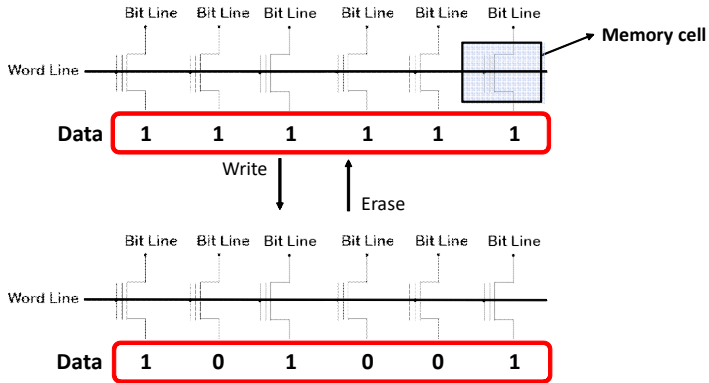 Bit Line Bit Line Bit Line Bit Line Bit Line Bit Line
Memory cell
Word Line
Data 1 1 1 1 1 1
Write
Erase
Bit Line Bit Line Bit Line Bit Line Bit Line Bit Line
Word Line
Data 1 0 1 0 0 1